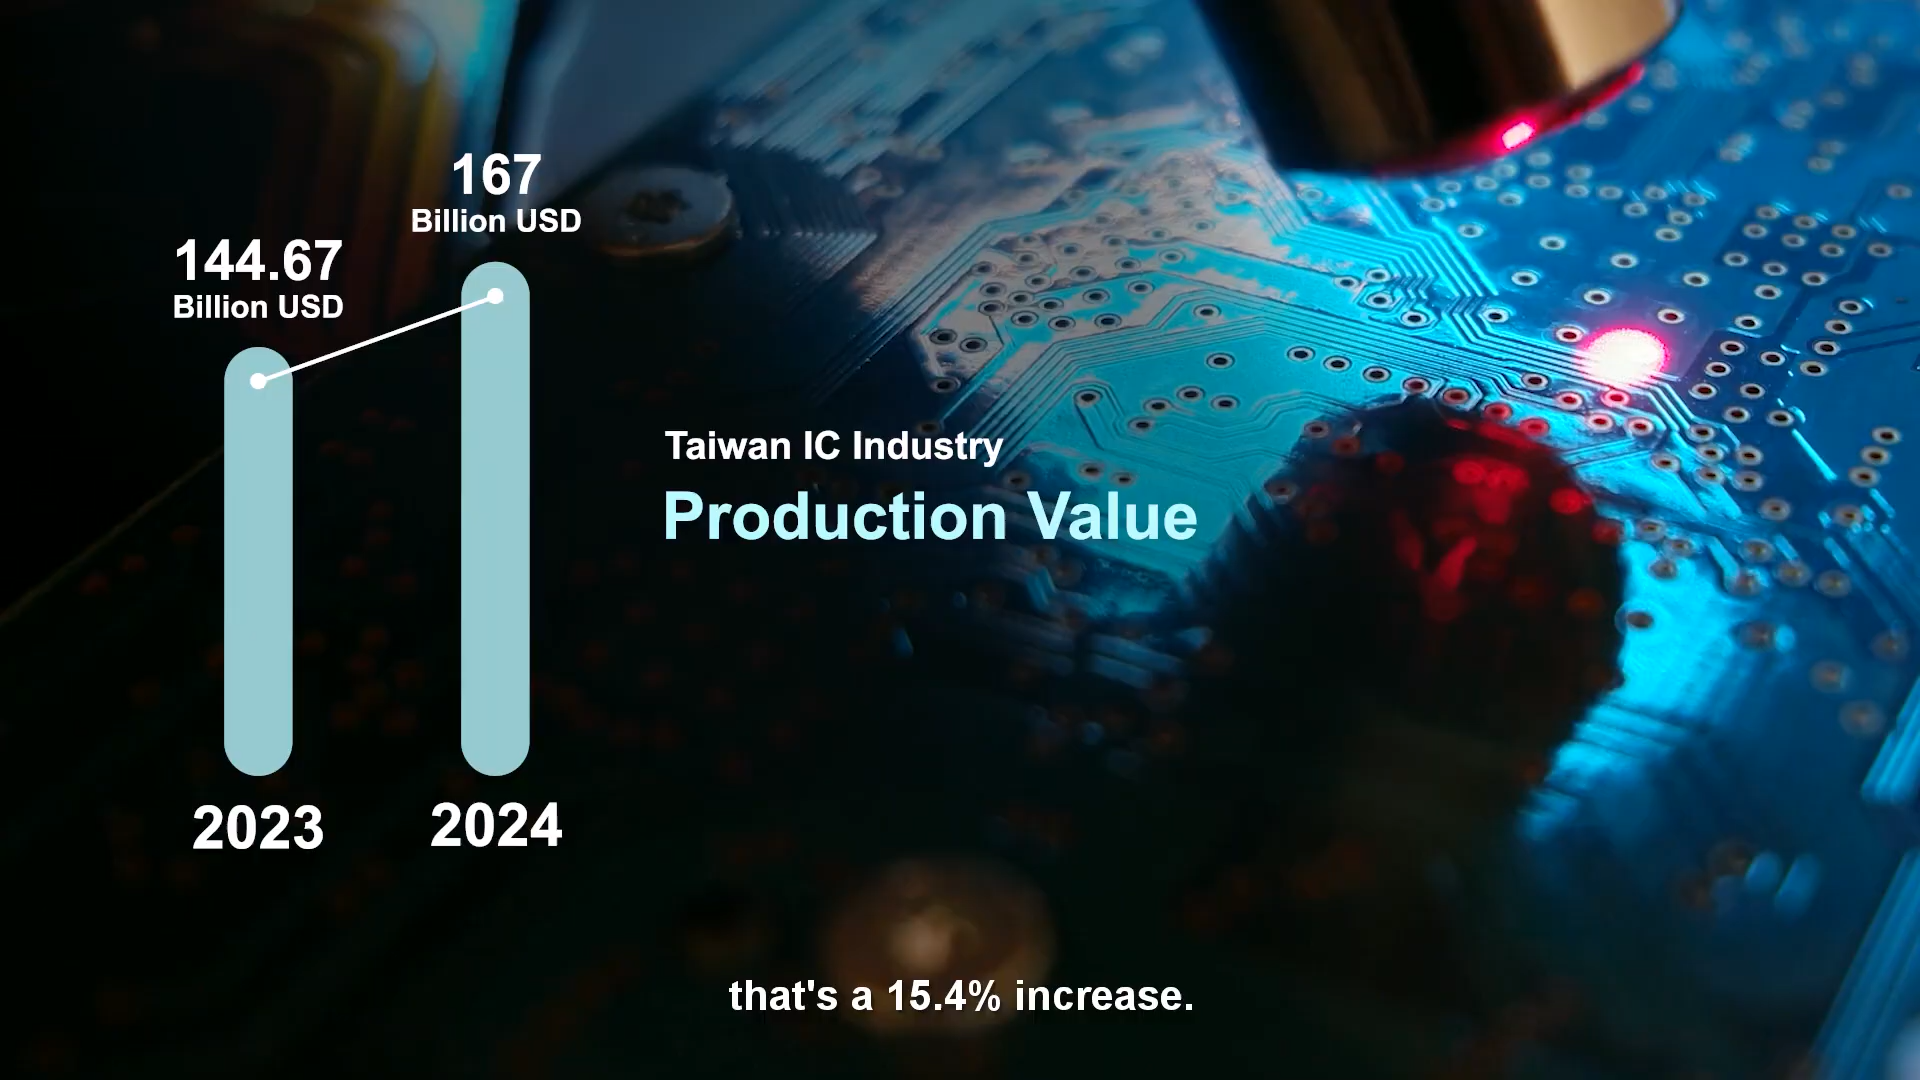 167
Billion USD
144.67
Billion USD
Taiwan IC Industry
Production Value
2023
2024
that's a 15.4% increase.